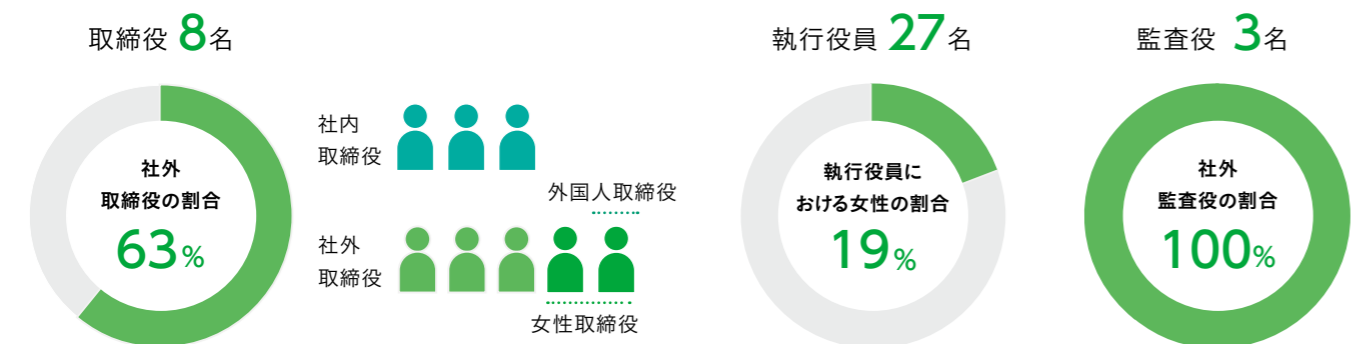 取締役 8名
社外
取締役の割合
63%
社内
取締役
外国人取締役
社外
取締役
女性取締役
執行役員 27名
執行役員に
おける女性の割合
19%
監査役 3名
社外
監査役の割合
100%